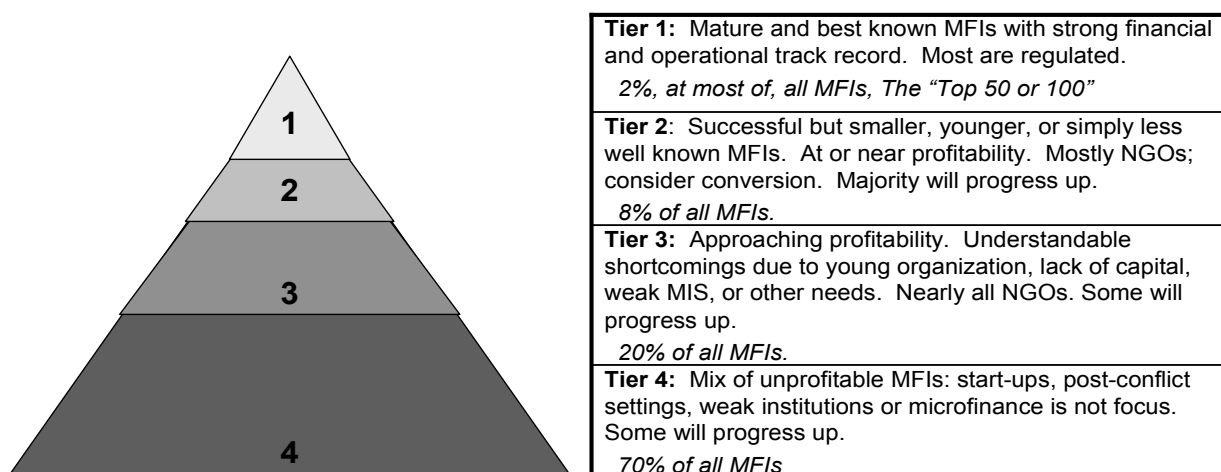 1
2
3
4
Tier 1: Mature and best known MFIs with strong financial
and operational track record. Most are regulated.
2%, at most of, all MFIs, The “Top 50 or 100”
Tier 2: Successful but smaller, younger, or simply less
well known MFIs. At or near profitability. Mostly NGOs;
consider conversion. Majority will progress up.
8% of all MFIs.
Tier 3: Approaching profitability. Understandable
shortcomings due to young organization, lack of capital,
weak MIS, or other needs. Nearly all NGOs. Some will
progress up.
20% of all MFIs.
Tier 4: Mix of unprofitable MFIs: start-ups, post-conflict
settings, weak institutions or microfinance is not focus.
Some will progress up.
70% of all MFIs